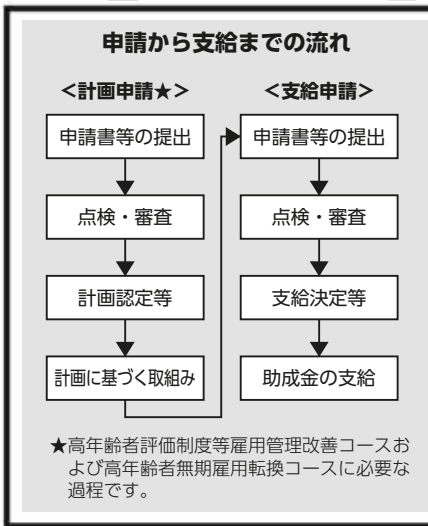 申請から支給までの流れ
＜計画申請★＞
申請書等の提出
点検・審査
計画認定等
計画に基づく取組み
＜支給申請＞
申請書等の提出
点検・審査
支給決定等
助成金の支給
★高年齢者評価制度等雇用管理改善コースお
よび高年齢者無期雇用転換コースに必要な
過程です。